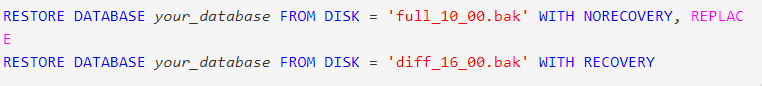 RESTORE DATABASE your_database FROM DISK = 'full_10_00.bak' WITH NORECOVERY, REPLAC
E
RESTORE DATABASE your_database FROM DISK = 'diff_16_00.bak' WITH RECOVERY